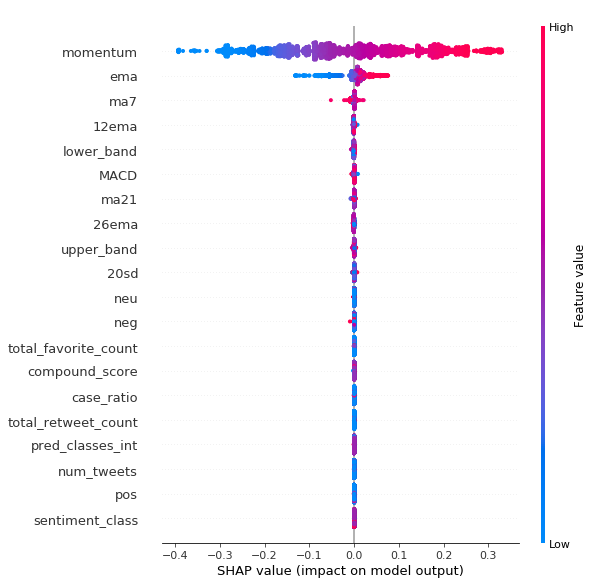 High
momentum
ema
ma7
12ema
lower_band
MACD
ma21
26ema
upper_band
20sd
neu
neg
total_favorite_count
compound_score
case_ratio
total_retweet_count
pred_classes_int
num_tweets
pos
sentiment_class
Feature value
Low
−0.4 −0.3 −0.2 −0.1 0.0 0.1 0.2 0.3
SHAP value (impact on model output)